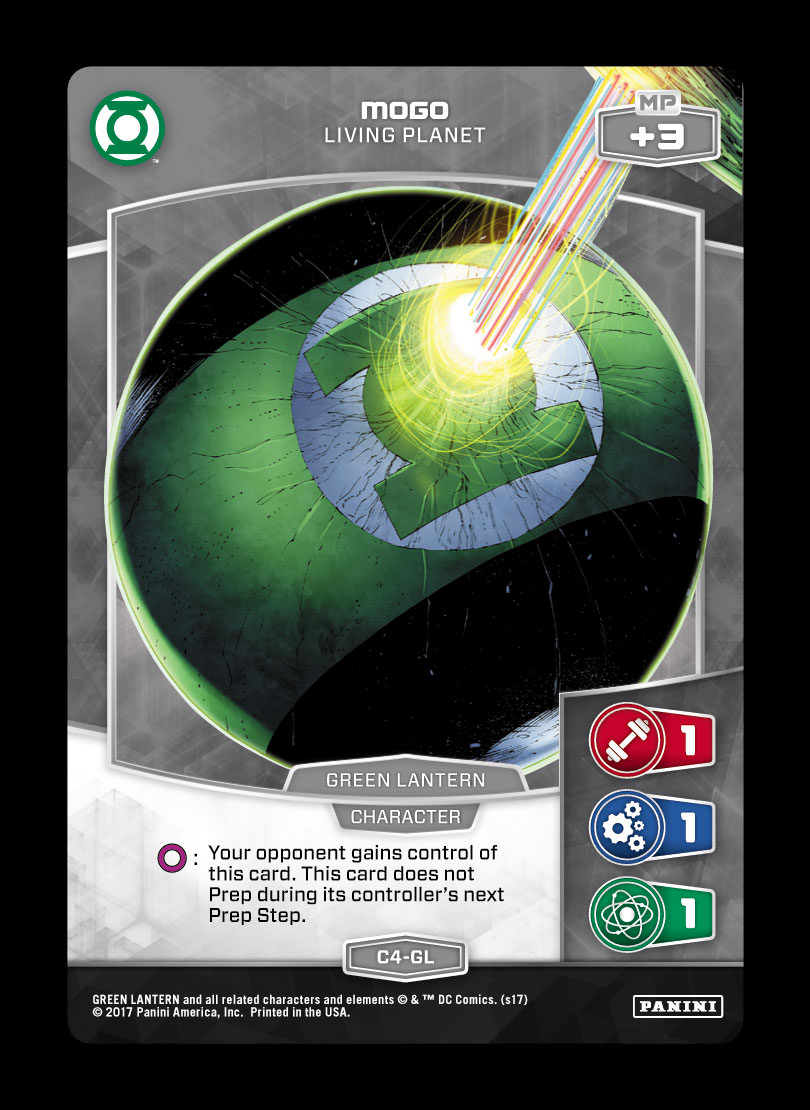 MOGO
LIVING PLANET
MP
+3
TM
GREEN LANTERN
CHARACTER
1
1
1
: Your opponent gains control of
this card. This card does not
Prep during its controller's next
Prep Step.
C4-GL
GREEN LANTERN and all related characters and elements © & ™ DC Comics. (s17)
© 2017 Panini America, Inc. Printed in the USA.
PANINI